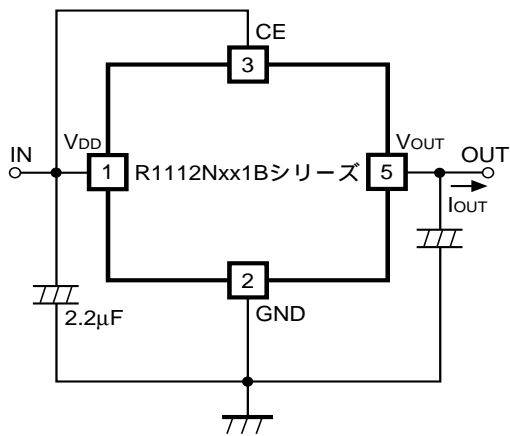 CE
3
VDD
VOUT
IN
1
R1112Nxx1Bシリーズ
5
OUT
IOUT
2
GND
2.2μF